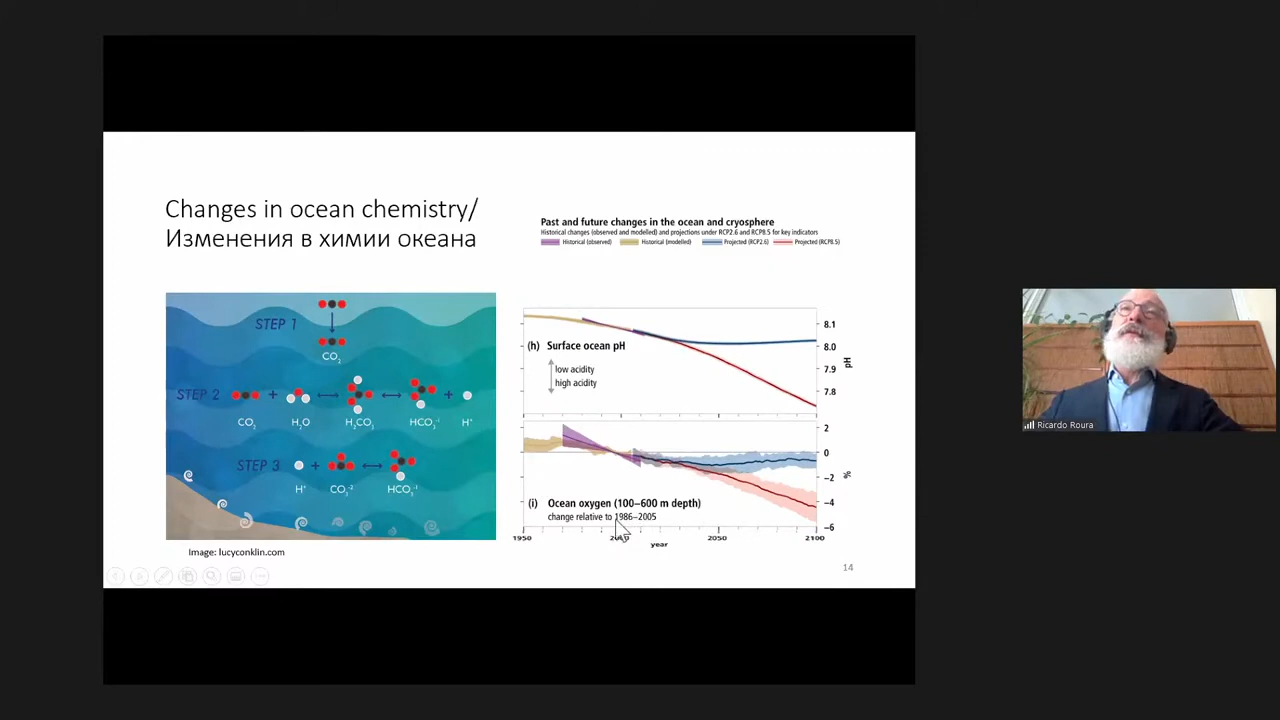 Changes in ocean chemistry/
Изменения в химии океана
Past and future changes in the ocean and cryosphere
Historical changes (observed and modelled) and projections under RCP2.6 and RCP8.5 for key indicators
Historical (observed) Historical (modelled) Projected (RCP2.6) Projected (RCP8.5)
STEP 1
CO2
STEP 2
+ +
CO2 H2O H2CO3 HCO3-1 H+
STEP 3
+
H+ CO3-2 HCO3-1
Image: lucyconklin.com
(h) Surface ocean pH
low acidity
high acidity
8.1
8.0
7.9
7.8
pH
(i) Ocean oxygen (100–600 m depth)
change relative to 1986–2005
2
0
−2
−4
−6
%
1950 2000 2050 2100
year
14
Ricardo Roura